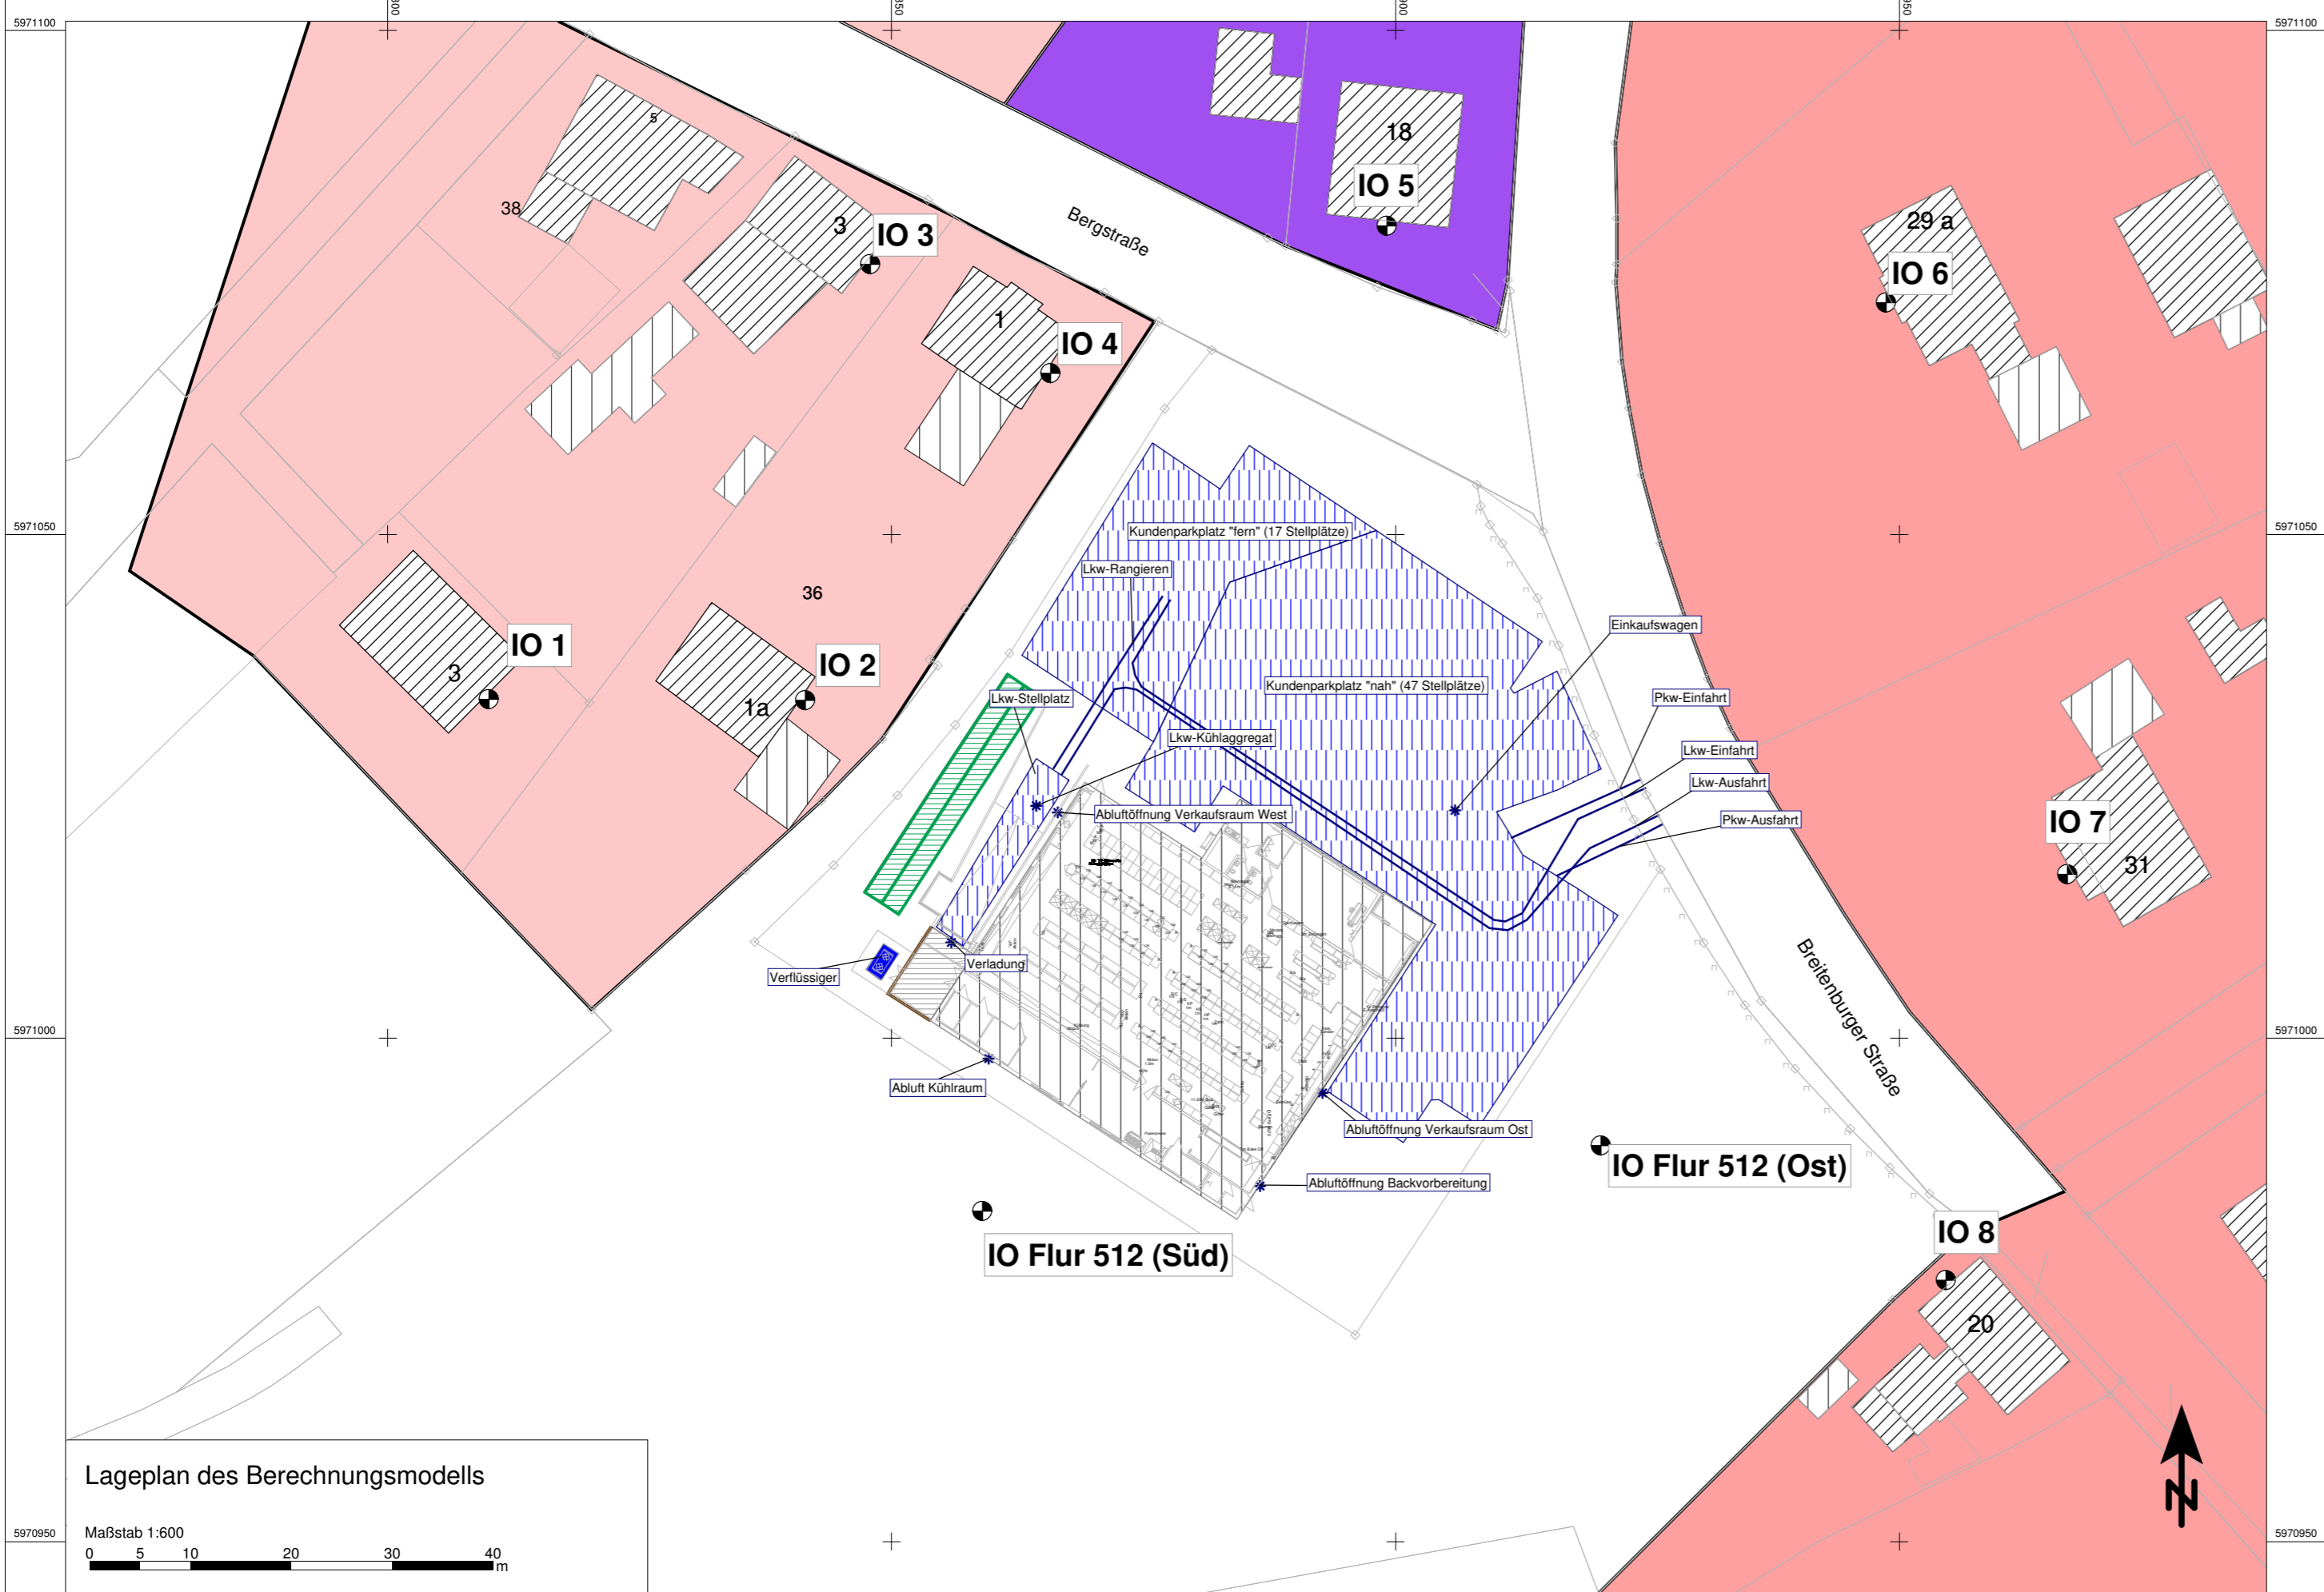 800
850
900
950
5971100
5971100
5
18
38
3
IO 3
IO 5
Bergstraße
29 a
IO 6
1
IO 4
5971050
5971050
Kundenparkplatz "fern" (17 Stellplätze)
Lkw-Rangieren
36
Einkaufswagen
IO 1
3
IO 2
1a
Lkw-Stellplatz
Kundenparkplatz "nah" (47 Stellplätze)
Pkw-Einfahrt
Lkw-Kühlaggregat
Lkw-Einfahrt
Lkw-Ausfahrt
Abluftöffnung Verkaufsraum West
Pkw-Ausfahrt
IO 7
31
Verflüssiger
Verladung
Breitenburger Straße
5971000
5971000
Abluft Kühlraum
Abluftöffnung Verkaufsraum Ost
IO Flur 512 (Ost)
Abluftöffnung Backvorbereitung
IO Flur 512 (Süd)
IO 8
20
Lageplan des Berechnungsmodells
Maßstab 1:600
0 5 10 20 30 40
m
N
5970950
5970950